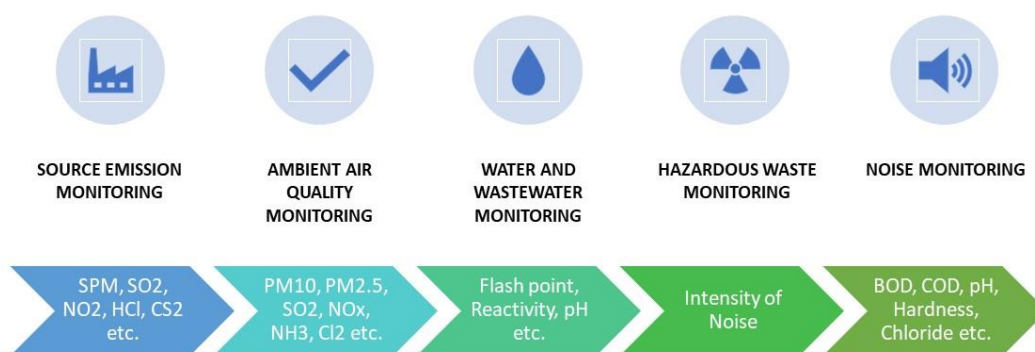 SOURCE EMISSION
MONITORING
AMBIENT AIR
QUALITY
MONITORING
WATER AND
WASTEWATER
MONITORING
HAZARDOUS WASTE
MONITORING
NOISE MONITORING
SPM, SO2,
NO2, HCl, CS2
etc.
PM10, PM2.5,
SO2, NOx,
NH3, Cl2 etc.
Flash point,
Reactivity, pH
etc.
Intensity of
Noise
BOD, COD, pH,
Hardness,
Chloride etc.